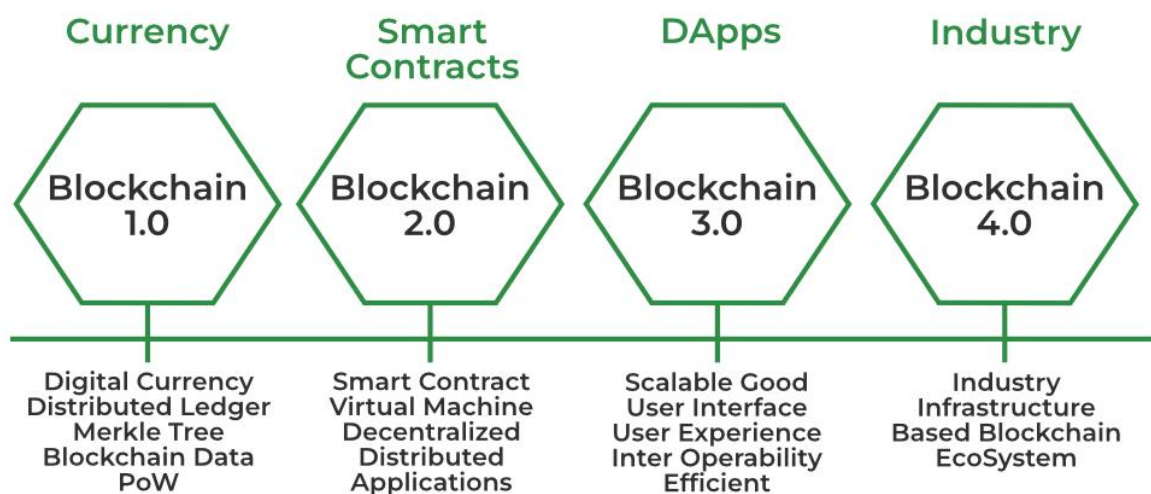 Currency
Smart
Contracts
DApps
Industry
Blockchain
1.0
Blockchain
2.0
Blockchain
3.0
Blockchain
4.0
Digital Currency
Distributed Ledger
Merkle Tree
Blockchain Data
PoW
Smart Contract
Virtual Machine
Decentralized
Distributed
Applications
Scalable Good
User Interface
User Experience
Inter Operability
Efficient
Industry
Infrastructure
Based Blockchain
EcoSystem